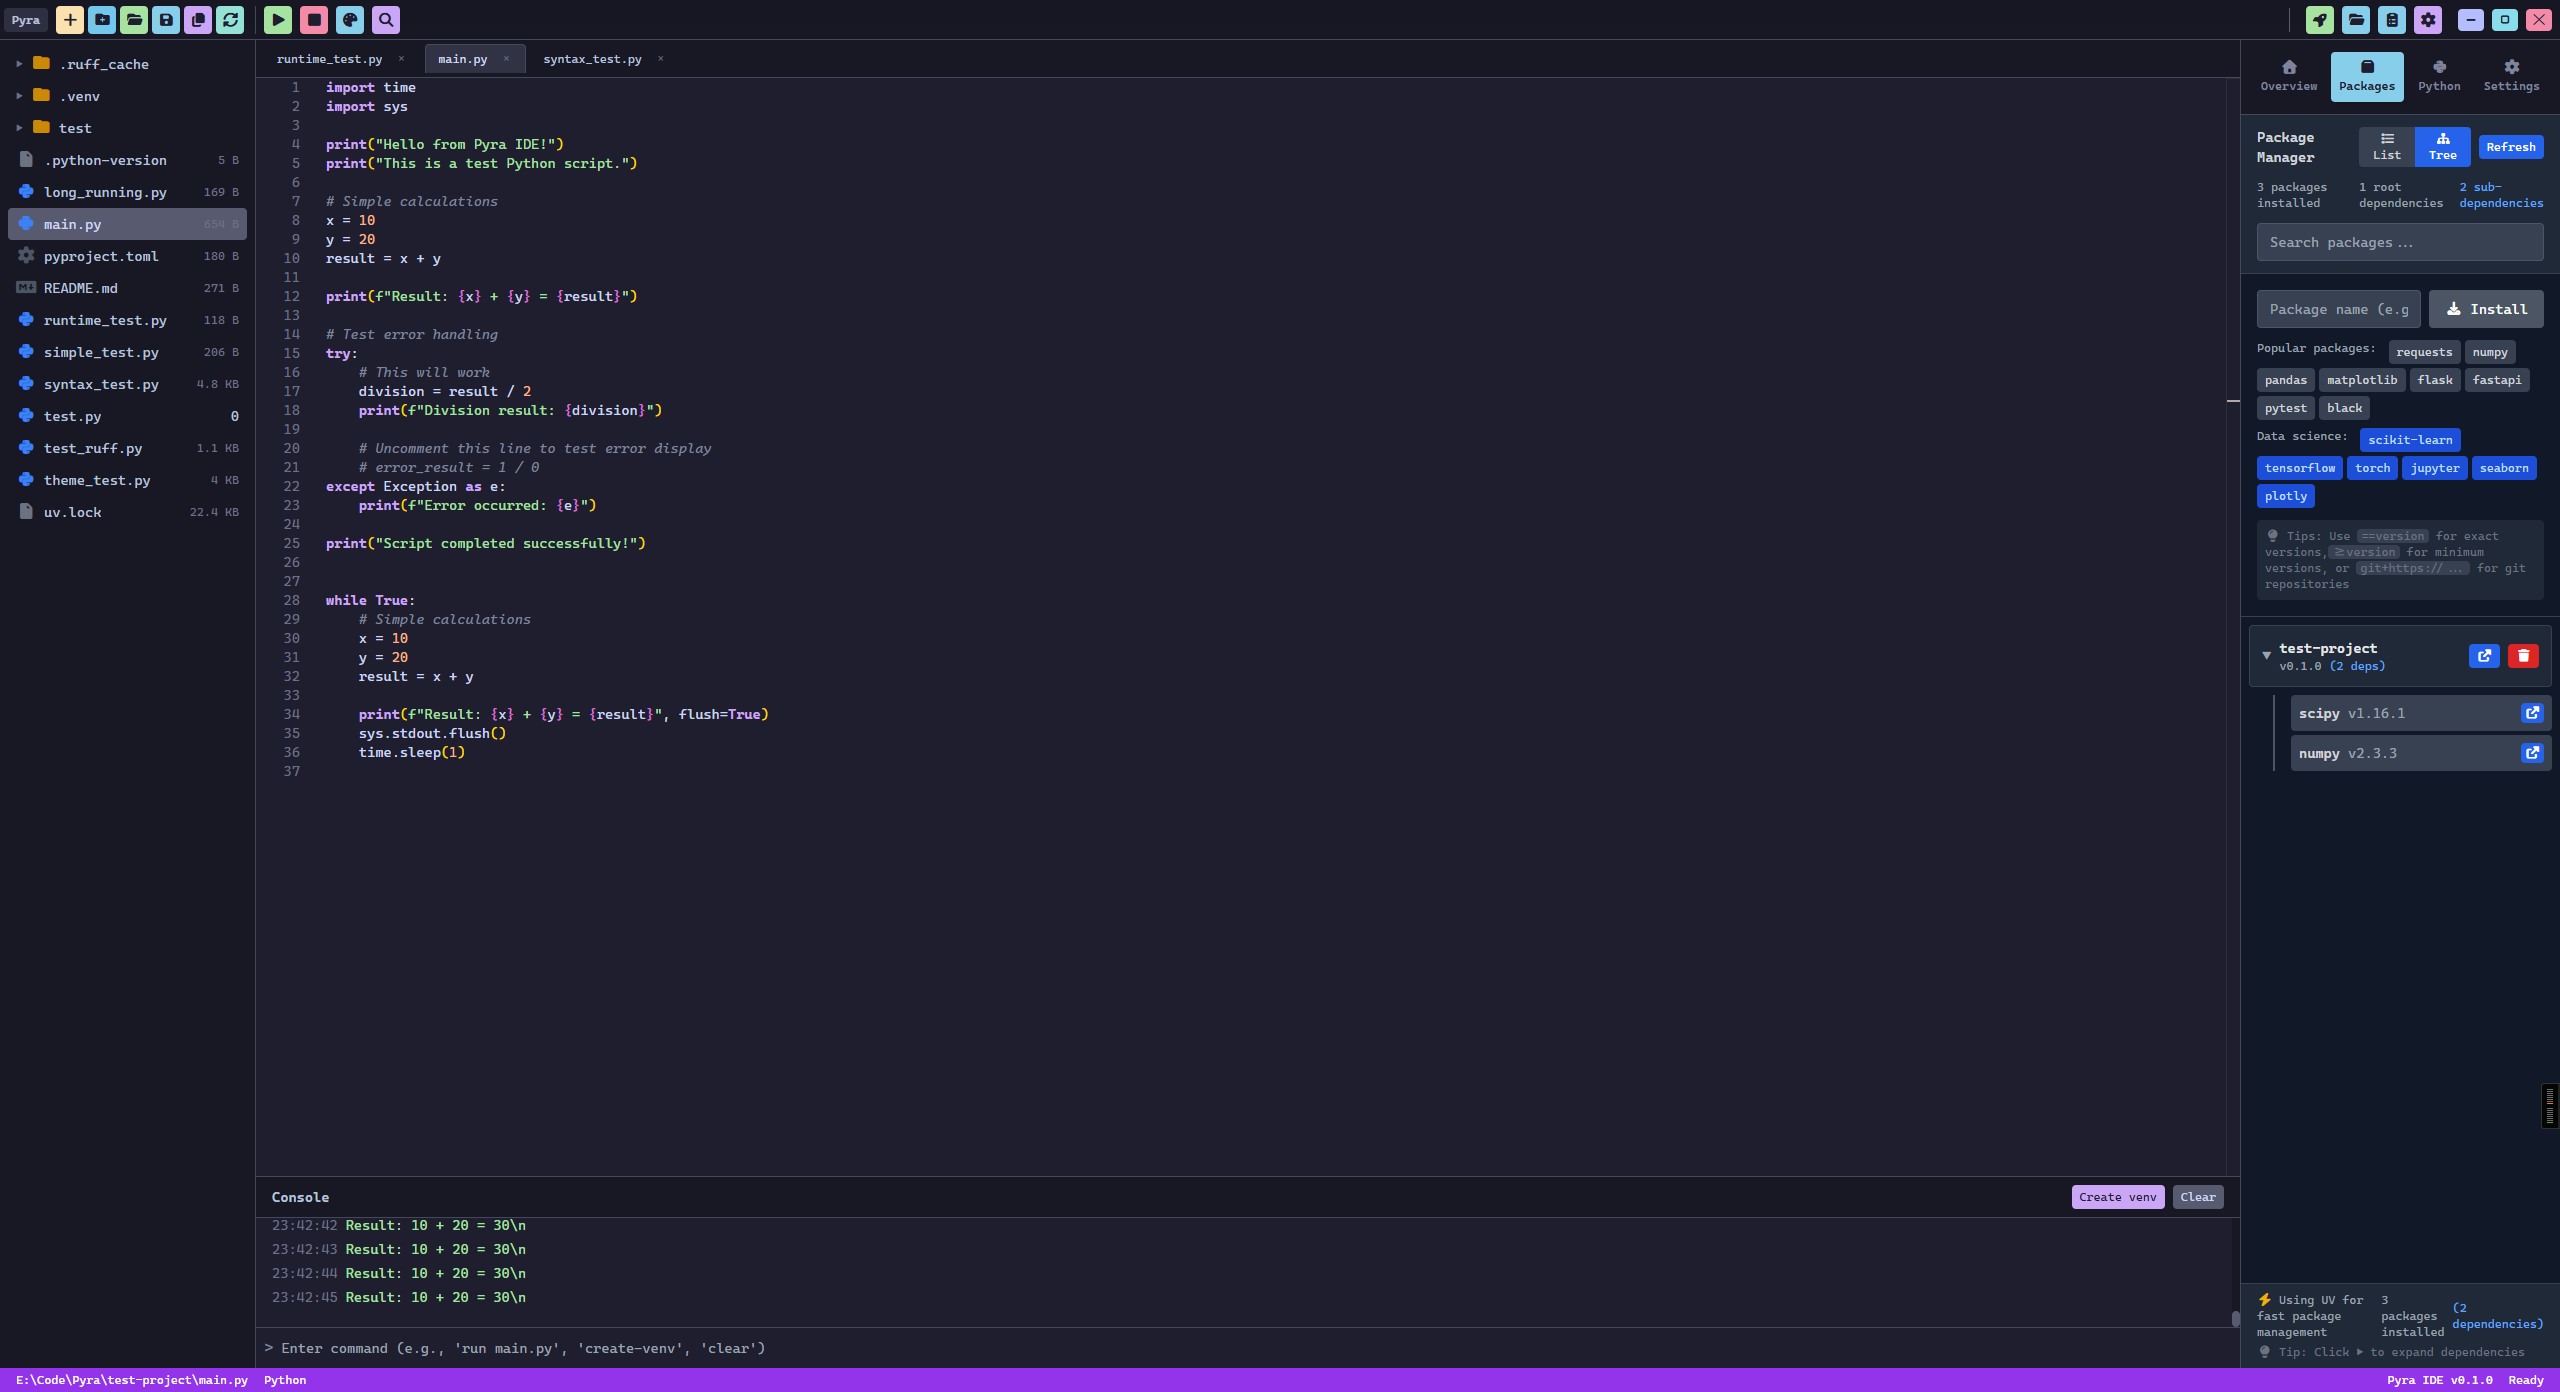 Pyra
.ruff_cache
.venv
test
.python-version 5 B
long_running.py 169 B
main.py 654 B
pyproject.toml 180 B
README.md 271 B
runtime_test.py 118 B
simple_test.py 206 B
syntax_test.py 4.8 KB
test.py 0
test_ruff.py 1.1 KB
theme_test.py 4 KB
uv.lock 22.4 KB
runtime_test.py × main.py × syntax_test.py ×
1 import time
2 import sys
3
4 print("Hello from Pyra IDE!")
5 print("This is a test Python script.")
6
7 # Simple calculations
8 x = 10
9 y = 20
10 result = x + y
11
12 print(f"Result: {x} + {y} = {result}")
13
14 # Test error handling
15 try:
16     # This will work
17     division = result / 2
18     print(f"Division result: {division}")
19
20     # Uncomment this line to test error display
21     # error_result = 1 / 0
22 except Exception as e:
23     print(f"Error occurred: {e}")
24
25 print("Script completed successfully!")
26
27
28 while True:
29     # Simple calculations
30     x = 10
31     y = 20
32     result = x + y
33
34     print(f"Result: {x} + {y} = {result}", flush=True)
35     sys.stdout.flush()
36     time.sleep(1)
37
Console
Create venv Clear
23:42:42 Result: 10 + 20 = 30\n
23:42:43 Result: 10 + 20 = 30\n
23:42:44 Result: 10 + 20 = 30\n
23:42:45 Result: 10 + 20 = 30\n
> Enter command (e.g., 'run main.py', 'create-venv', 'clear')
Overview Packages Python Settings
Package
Manager
List Tree Refresh
3 packages
installed
1 root
dependencies
2 sub-
dependencies
Search packages...
Package name (e.g Install
Popular packages: requests numpy
pandas matplotlib flask fastapi
pytest black
Data science: scikit-learn
tensorflow torch jupyter seaborn
plotly
Tips: Use ==version for exact
versions, ≥version for minimum
versions, or git+https://... for git
repositories
test-project
v0.1.0 (2 deps)
scipy v1.16.1
numpy v2.3.3
Using UV for
fast package
management
3
packages
installed
(2
dependencies)
Tip: Click ▶ to expand dependencies
E:\Code\Pyra\test-project\main.py Python
Pyra IDE v0.1.0 Ready